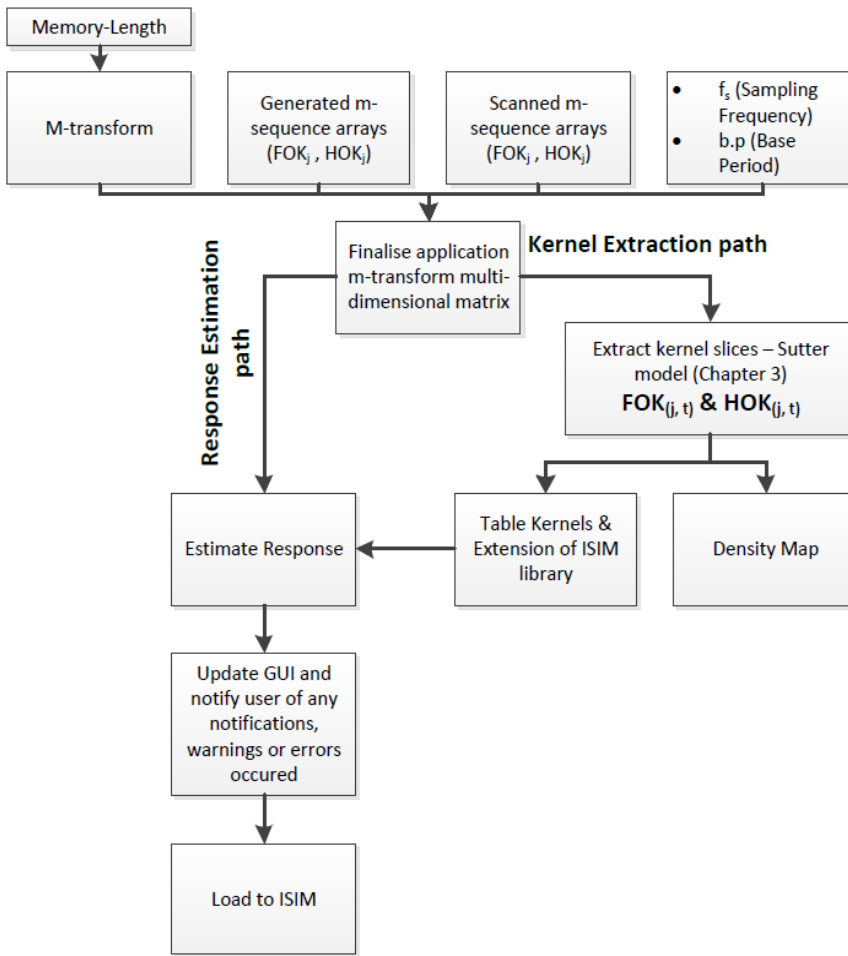 Memory-Length
M-transform
Generated m-
sequence arrays
(FOKj , HOKj)
Scanned m-
sequence arrays
(FOKj , HOKj)
• fs (Sampling
Frequency)
• b.p (Base
Period)
Finalise application
m-transform multi-
dimensional matrix
Kernel Extraction path
Response Estimation
path
Extract kernel slices – Sutter
model (Chapter 3)
FOK(j, t) & HOK(j, t)
Estimate Response
Table Kernels &
Extension of ISIM
library
Density Map
Update GUI and
notify user of any
notifications,
warnings or errors
occured
Load to ISIM